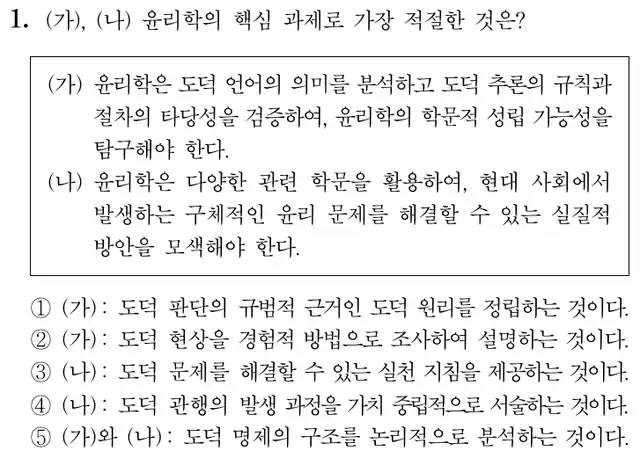 1. (가), (나) 윤리학의 핵심 과제로 가장 적절한 것은?
(가) 윤리학은 도덕 언어의 의미를 분석하고 도덕 추론의 규칙과
절차의 타당성을 검증하여, 윤리학의 학문적 성립 가능성을
탐구해야 한다.
(나) 윤리학은 다양한 관련 학문을 활용하여, 현대 사회에서
발생하는 구체적인 윤리 문제를 해결할 수 있는 실질적
방안을 모색해야 한다.
① (가): 도덕 판단의 규범적 근거인 도덕 원리를 정립하는 것이다.
② (가): 도덕 현상을 경험적 방법으로 조사하여 설명하는 것이다.
③ (나): 도덕 문제를 해결할 수 있는 실천 지침을 제공하는 것이다.
④ (나): 도덕 관행의 발생 과정을 가치 중립적으로 서술하는 것이다.
⑤ (가)와 (나): 도덕 명제의 구조를 논리적으로 분석하는 것이다.